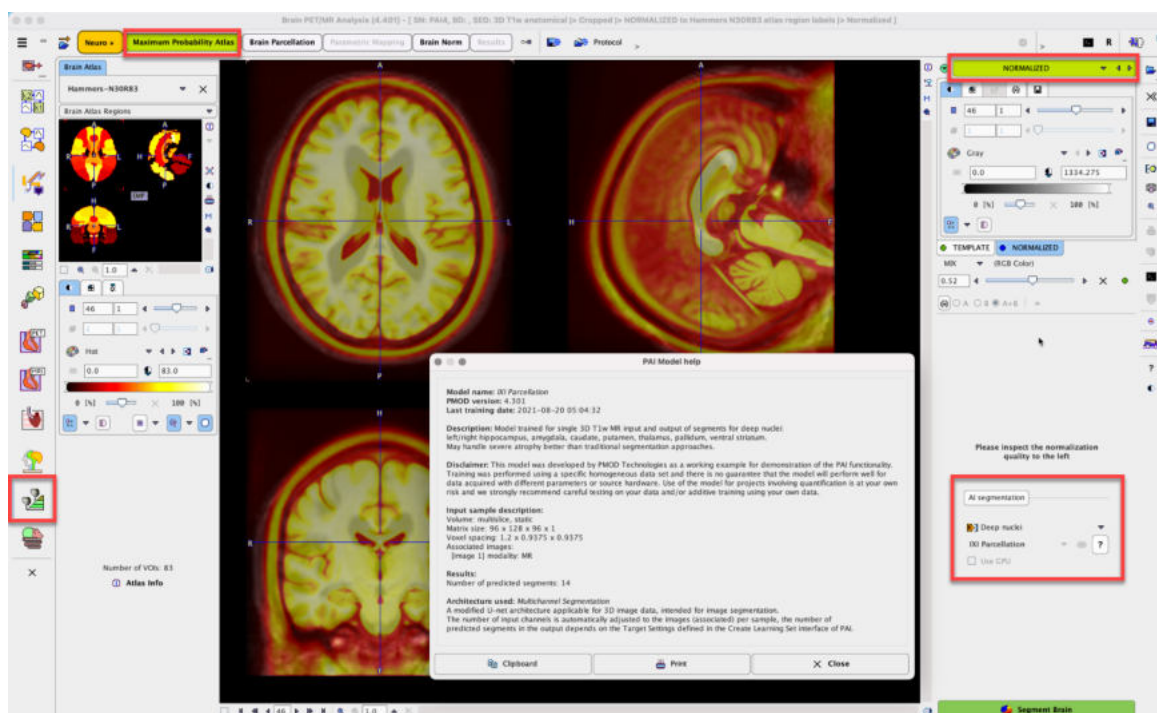 Brain PET/MR Analysis (4.401) - [ SN: PAIA, BD: , SED: 3D T1w anatomical |> Cropped |> NORMALIZED to Hammers N30R83 atlas region labels |> Normalized ]
Neuro
Maximum Probability Atlas
Brain Parcellation
Parametric Mapping
Brain Norm
Results
Protocol
R
Brain Atlas
Hammers-N30R83
Brain Atlas Regions
A
R
L
P
H
1.0
46 1
1 1
Hot
0.0
83.0
0 [%]
100 [%]
Number of VOIs: 83
Atlas Info
A
R
L
P
A
H
F
P
H
NORMALIZED
46 1
1 1
Gray
0.0
1334.275
0 [%]
100 [%]
TEMPLATE
NORMALIZED
MIX
(RGB Color)
0.52
A
B
A+B
Please inspect the normalization
quality to the left
AI segmentation
Deep nuclei
IXI Parcellation
?
Use GPU
Segment Brain
PAI Model help
Model name: IXI Parcellation
PMOD version: 4.301
Last training date: 2021-08-20 05:04:32
Description: Model trained for single 3D T1w MR input and output of segments for deep nuclei:
left/right hippocampus, amygdala, caudate, putamen, thalamus, pallidum, ventral striatum.
May handle severe atrophy better than traditional segmentation approaches.
Disclaimer: This model was developed by PMOD Technologies as a working example for demonstration of the PAI functionality.
Training was performed using a specific homogeneous data set and there is no guarantee that the model will perform well for
data acquired with different parameters or source hardware. Use of the model for projects involving quantification is at your own
risk and we strongly recommend careful testing on your data and/or additive training using your own data.
Input sample description:
Volume: multislice, static
Matrix size: 96 x 128 x 96 x 1
Voxel spacing: 1.2 x 0.9375 x 0.9375
Associated images:
[image 1] modality: MR
Results:
Number of predicted segments: 14
Architecture used: Multichannel Segmentation
A modified U-net architecture applicable for 3D image data, intended for image segmentation.
The number of input channels is automatically adjusted to the images (associated) per sample, the number of
predicted segments in the output depends on the Target Settings defined in the Create Learning Set interface of PAI.
Clipboard
Print
Close
46
1.0